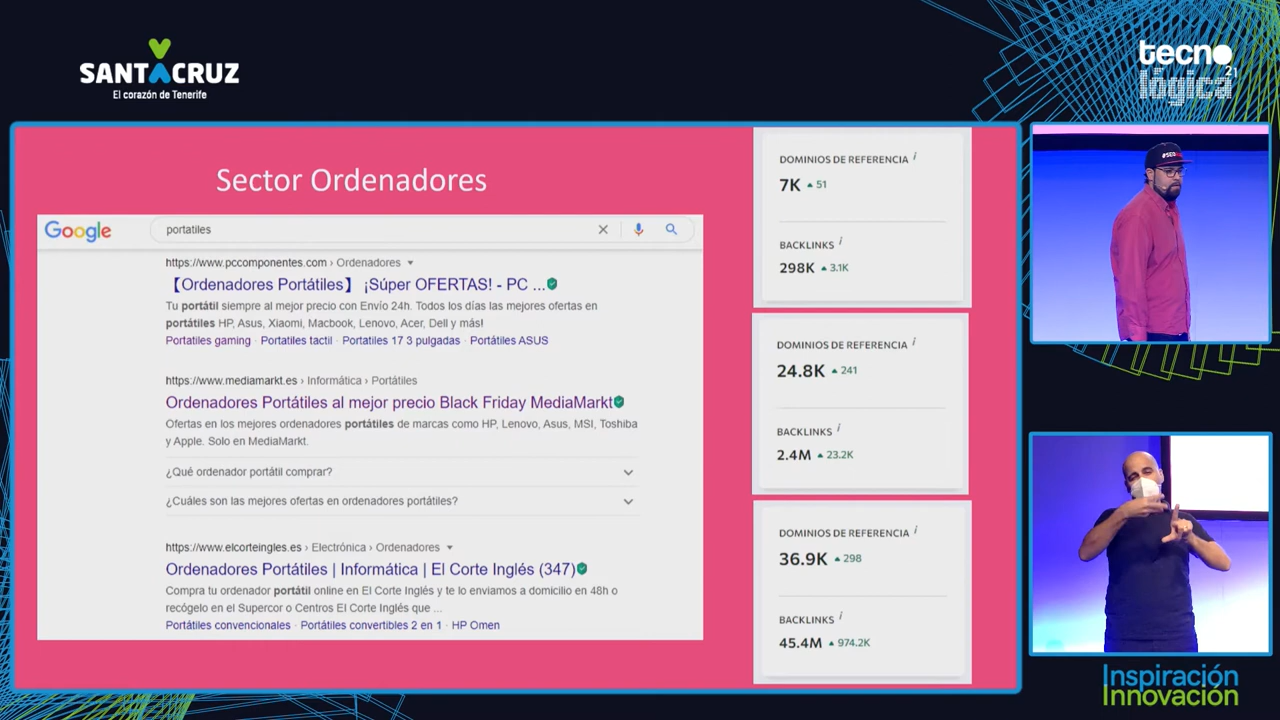 SANTACRUZ
El corazón de Tenerife
tecno
lógica
21
Sector Ordenadores
Google
portatiles
https://www.pccomponentes.com › Ordenadores
【Ordenadores Portátiles】 ¡Súper OFERTAS! - PC ...
Tu portátil siempre al mejor precio con Envío 24h. Todos los días las mejores ofertas en
portátiles HP, Asus, Xiaomi, Macbook, Lenovo, Acer, Dell y más!
Portatiles gaming · Portatiles tactil · Portatiles 17 3 pulgadas · Portátiles ASUS
https://www.mediamarkt.es › Informática › Portátiles
Ordenadores Portátiles al mejor precio Black Friday MediaMarkt
Ofertas en los mejores ordenadores portátiles de marcas como HP, Lenovo, Asus, MSI, Toshiba
y Apple. Solo en MediaMarkt.
¿Qué ordenador portátil comprar?
¿Cuáles son las mejores ofertas en ordenadores portátiles?
https://www.elcorteingles.es › Electrónica › Ordenadores
Ordenadores Portátiles | Informática | El Corte Inglés (347)
Compra tu ordenador portátil online en El Corte Inglés y te lo enviamos a domicilio en 48h o
recógelo en el Supercor o Centros El Corte Inglés que ...
Portátiles convencionales · Portátiles convertibles 2 en 1 · HP Omen
DOMINIOS DE REFERENCIA i
7K ▲ 51
BACKLINKS i
298K ▲ 3.1K
DOMINIOS DE REFERENCIA i
24.8K ▲ 241
BACKLINKS i
2.4M ▲ 23.2K
DOMINIOS DE REFERENCIA i
36.9K ▲ 298
BACKLINKS i
45.4M ▲ 974.2K
Inspiración
Innovación